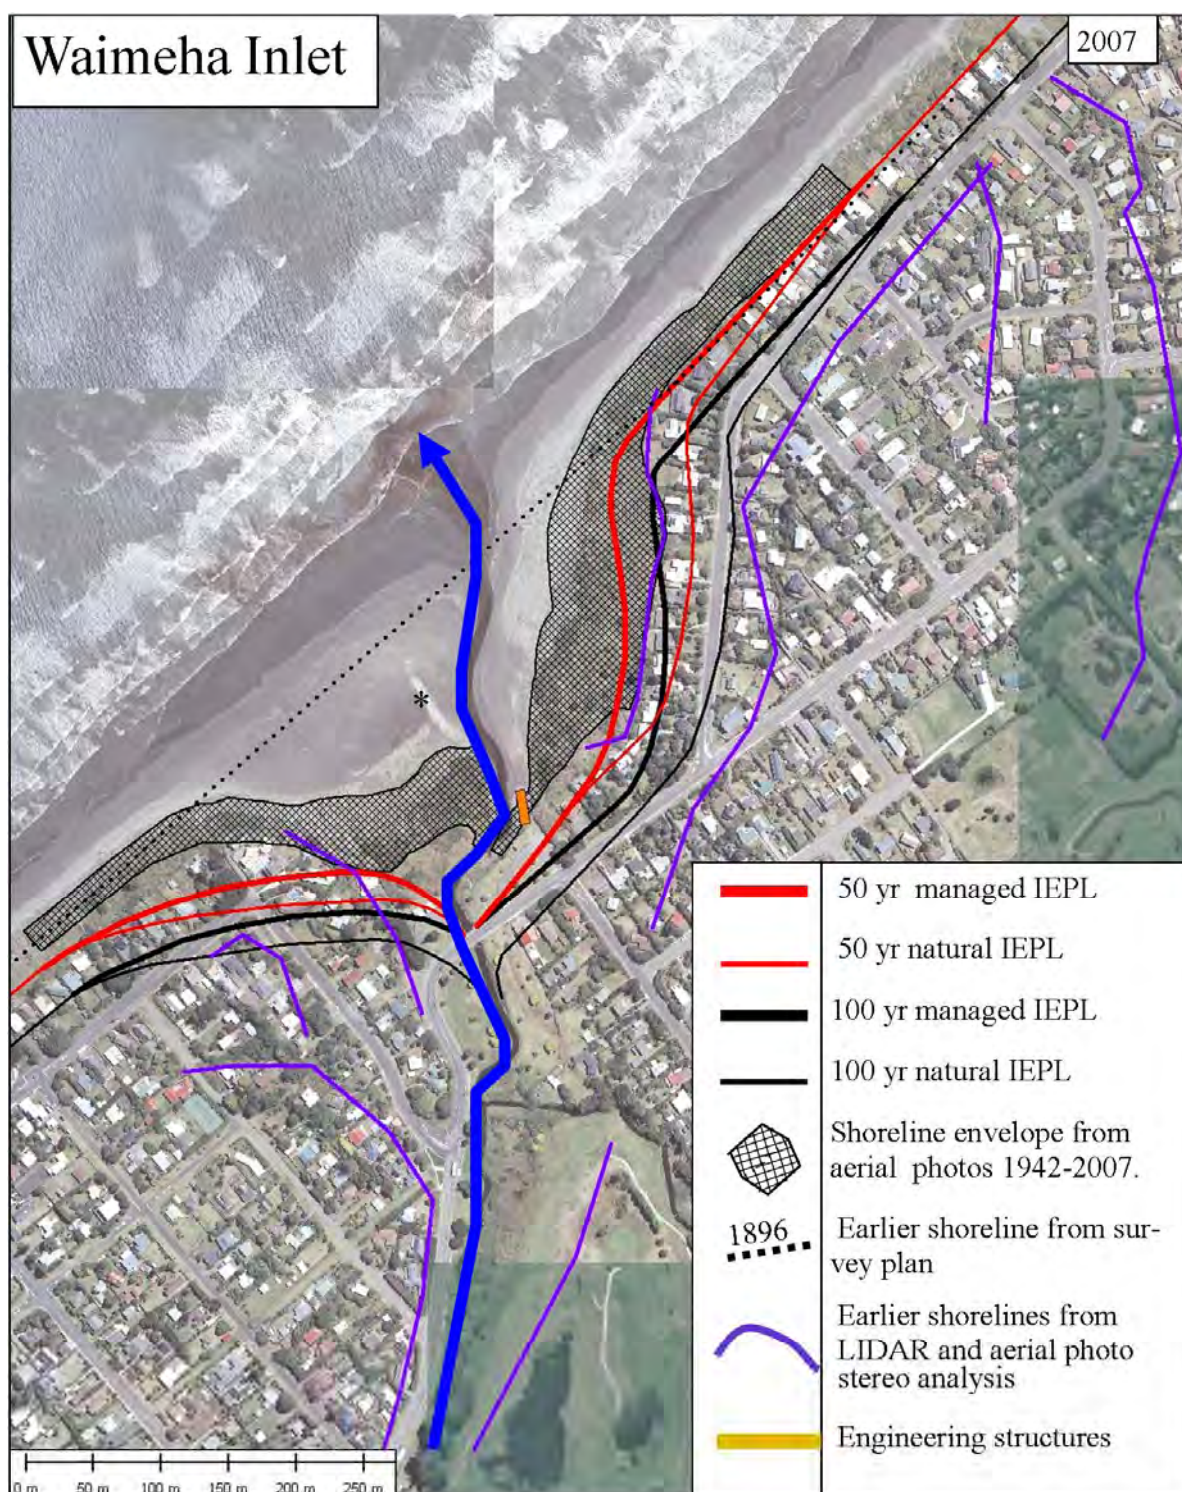 Waimeha Inlet
2007
*
50 yr managed IEPL
50 yr natural IEPL
100 yr managed IEPL
100 yr natural IEPL
Shoreline envelope from
aerial photos 1942-2007.
1896
Earlier shoreline from sur-
vey plan
Earlier shorelines from
LIDAR and aerial photo
stereo analysis
Engineering structures
0 m 50 m 100 m 150 m 200 m 250 m